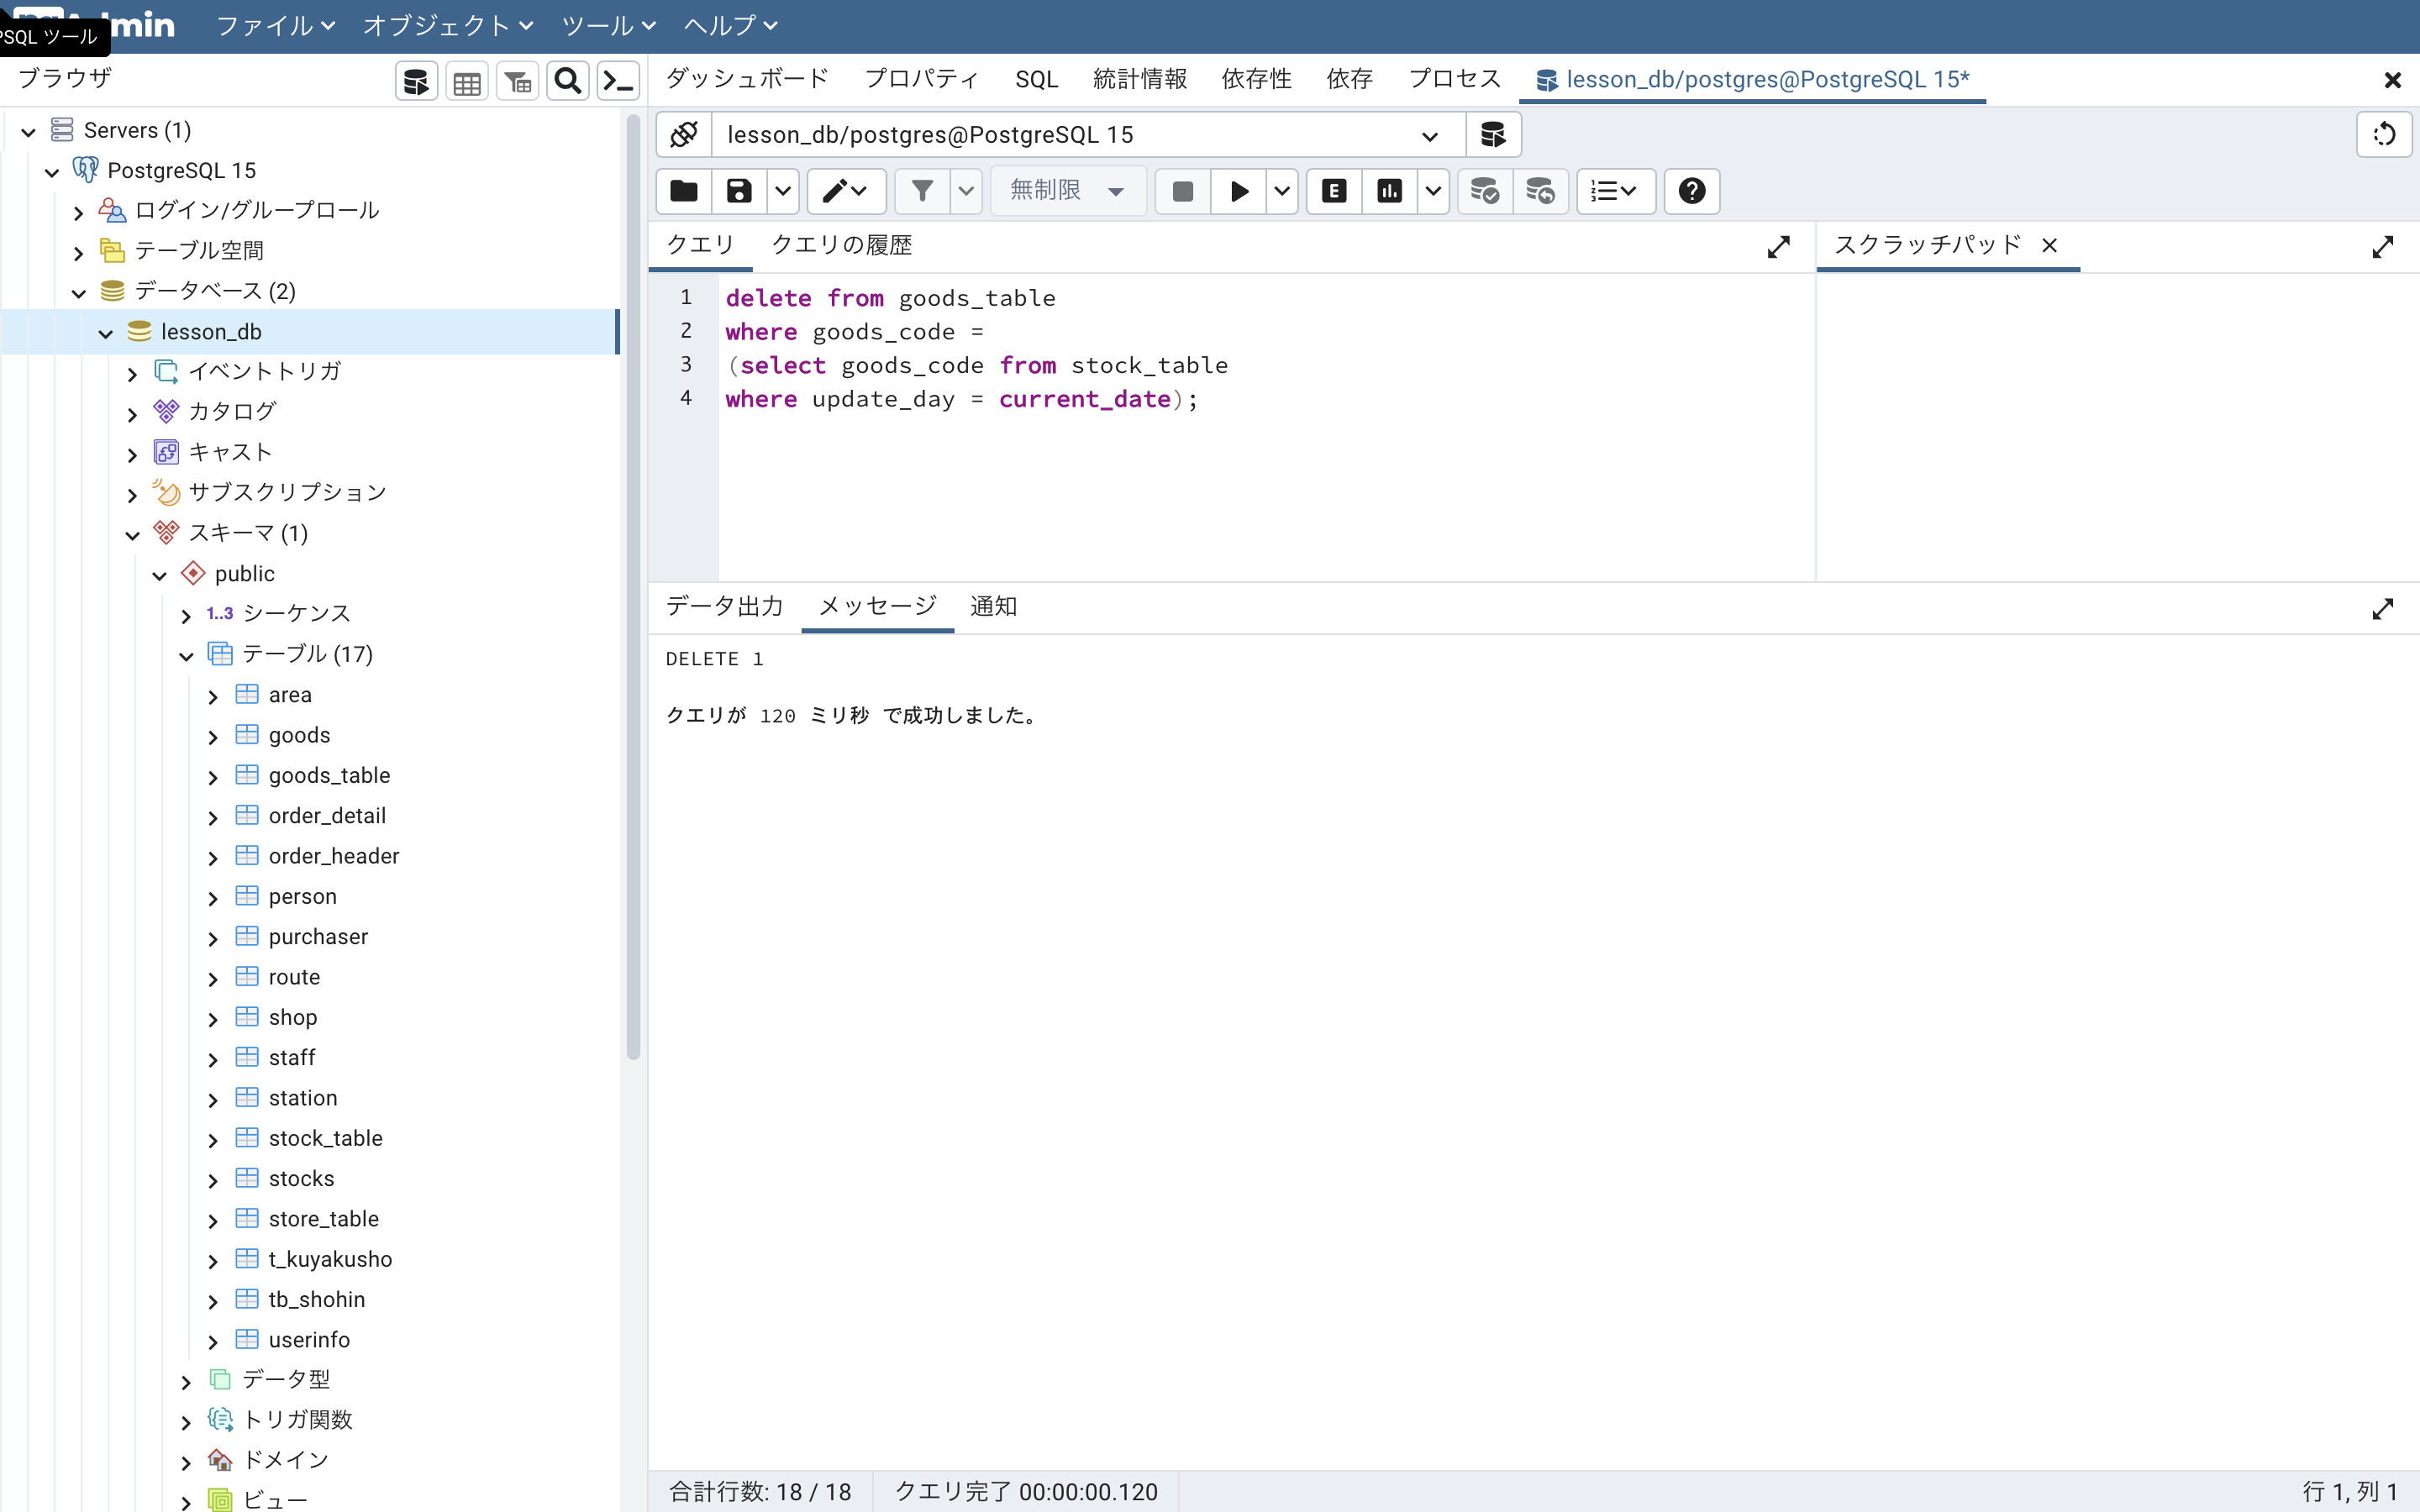 Admin ファイル オブジェクト ツール ヘルプ
PSQL ツール
ブラウザ
ダッシュボード プロパティ SQL 統計情報 依存性 依存 プロセス lesson_db/postgres@PostgreSQL 15*
Servers (1)
PostgreSQL 15
ログイン/グループロール
テーブル空間
データベース (2)
lesson_db
イベントトリガ
カタログ
キャスト
サブスクリプション
スキーマ (1)
public
1..3 シーケンス
テーブル (17)
area
goods
goods_table
order_detail
order_header
person
purchaser
route
shop
staff
station
stock_table
stocks
store_table
t_kuyakusho
tb_shohin
userinfo
データ型
トリガ関数
ドメイン
ビュー
lesson_db/postgres@PostgreSQL 15
無制限
E
クエリ クエリの履歴
スクラッチパッド
1 delete from goods_table
2 where goods_code =
3 (select goods_code from stock_table
4 where update_day = current_date);
データ出力 メッセージ 通知
DELETE 1
クエリが 120 ミリ秒 で成功しました。
合計行数: 18 / 18 クエリ完了 00:00:00.120 行 1, 列 1